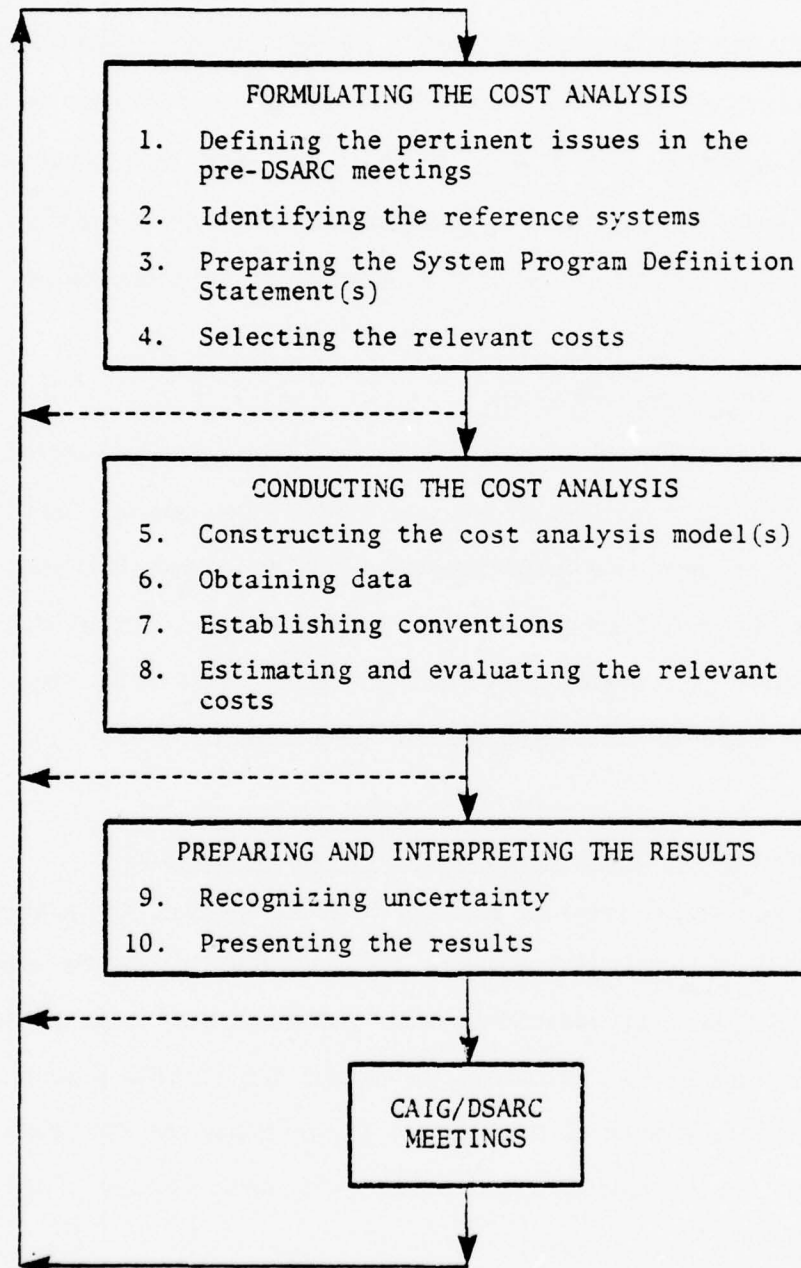 FORMULATING THE COST ANALYSIS
1. Defining the pertinent issues in the
pre-DSARC meetings
2. Identifying the reference systems
3. Preparing the System Program Definition
Statement(s)
4. Selecting the relevant costs
CONDUCTING THE COST ANALYSIS
5. Constructing the cost analysis model(s)
6. Obtaining data
7. Establishing conventions
8. Estimating and evaluating the relevant
costs
PREPARING AND INTERPRETING THE RESULTS
9. Recognizing uncertainty
10. Presenting the results
CAIG/DSARC
MEETINGS